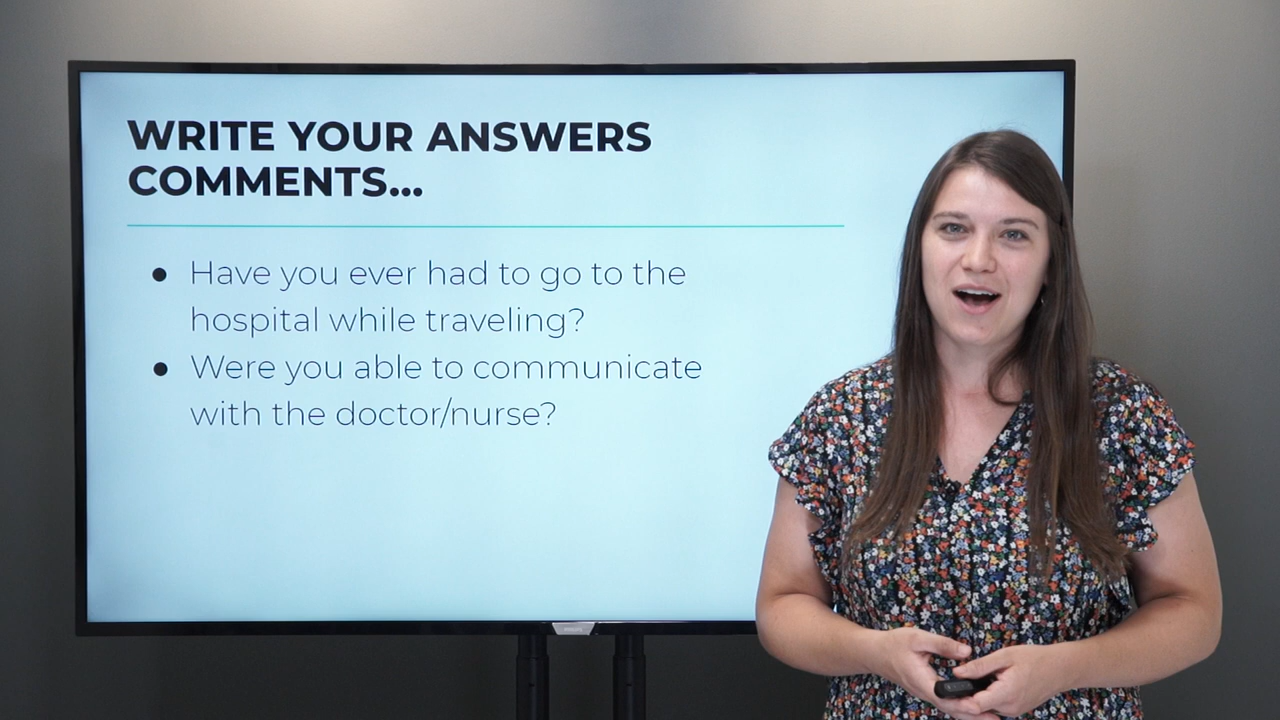 WRITE YOUR ANSWERS
COMMENTS...
● Have you ever had to go to the
hospital while traveling?
● Were you able to communicate
with the doctor/nurse?